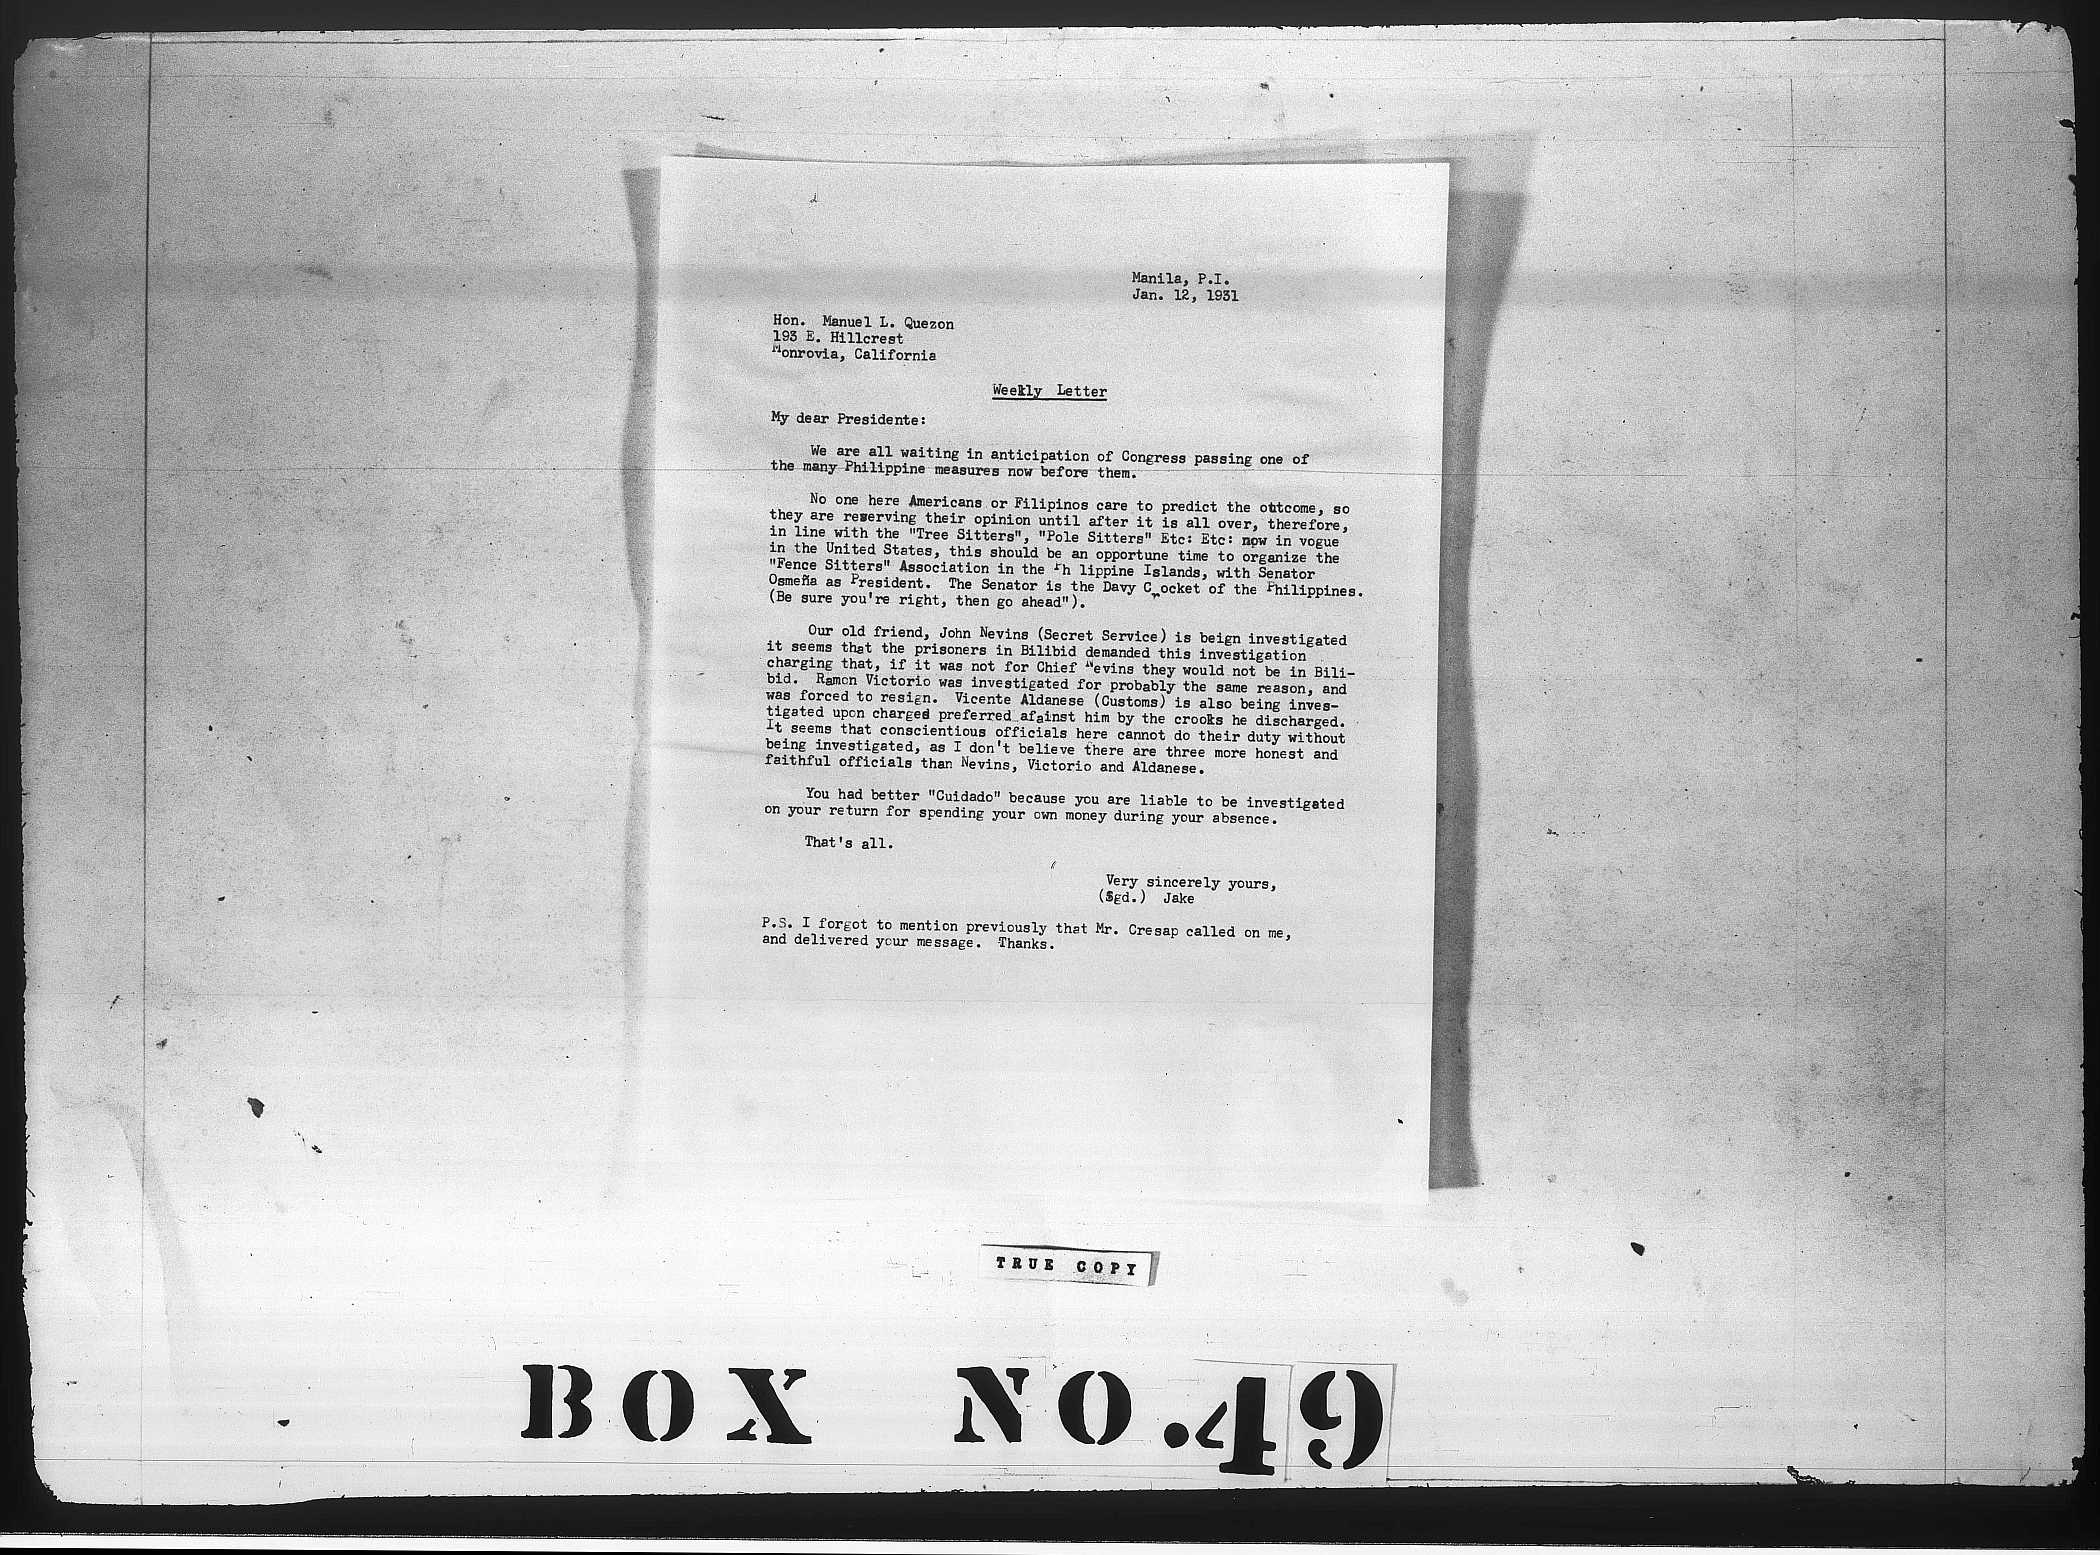 Manila, P.I.
Jan. 12, 1931
Hon. Manuel L. Quezon
193 E. Hillcrest
Monrovia, California
Weekly Letter
My dear Presidente:
We are all waiting in anticipation of Congress passing one of
the many Philippine measures now before them.
No one here Americans or Filipinos care to predict the outcome, so
they are reserving their opinion until after it is all over, therefore,
in line with the "Tree Sitters", "Pole Sitters" Etc: Etc: now in vogue
in the United States, this should be an opportune time to organize the
"Fence Sitters" Association in the Ph lippine Islands, with Senator
Osmeña as President. The Senator is the Davy Crocket of the Philippines.
(Be sure you're right, then go ahead").
Our old friend, John Nevins (Secret Service) is beign investigated
it seems that the prisoners in Bilibid demanded this investigation
charging that, if it was not for Chief Nevins they would not be in Bili-
bid. Ramon Victorio was investigated for probably the same reason, and
was forced to resign. Vicente Aldanese (Customs) is also being inves-
tigated upon charged preferred afainst him by the crooks he discharged.
It seems that conscientious officials here cannot do their duty without
being investigated, as I don't believe there are three more honest and
faithful officials than Nevins, Victorio and Aldanese.
You had better "Cuidado" because you are liable to be investigated
on your return for spending your own money during your absence.
That's all.
Very sincerely yours,
(Sgd.) Jake
P.S. I forgot to mention previously that Mr. Cresap called on me,
and delivered your message. Thanks.
TRUE COPY
BOX NO.49